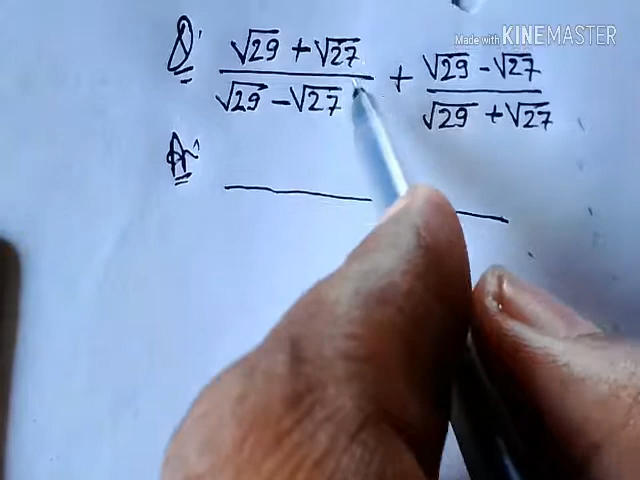 Made with KINEMASTER
Q. (√29 + √27)/(√29 - √27) + (√29 - √27)/(√29 + √27)
A.